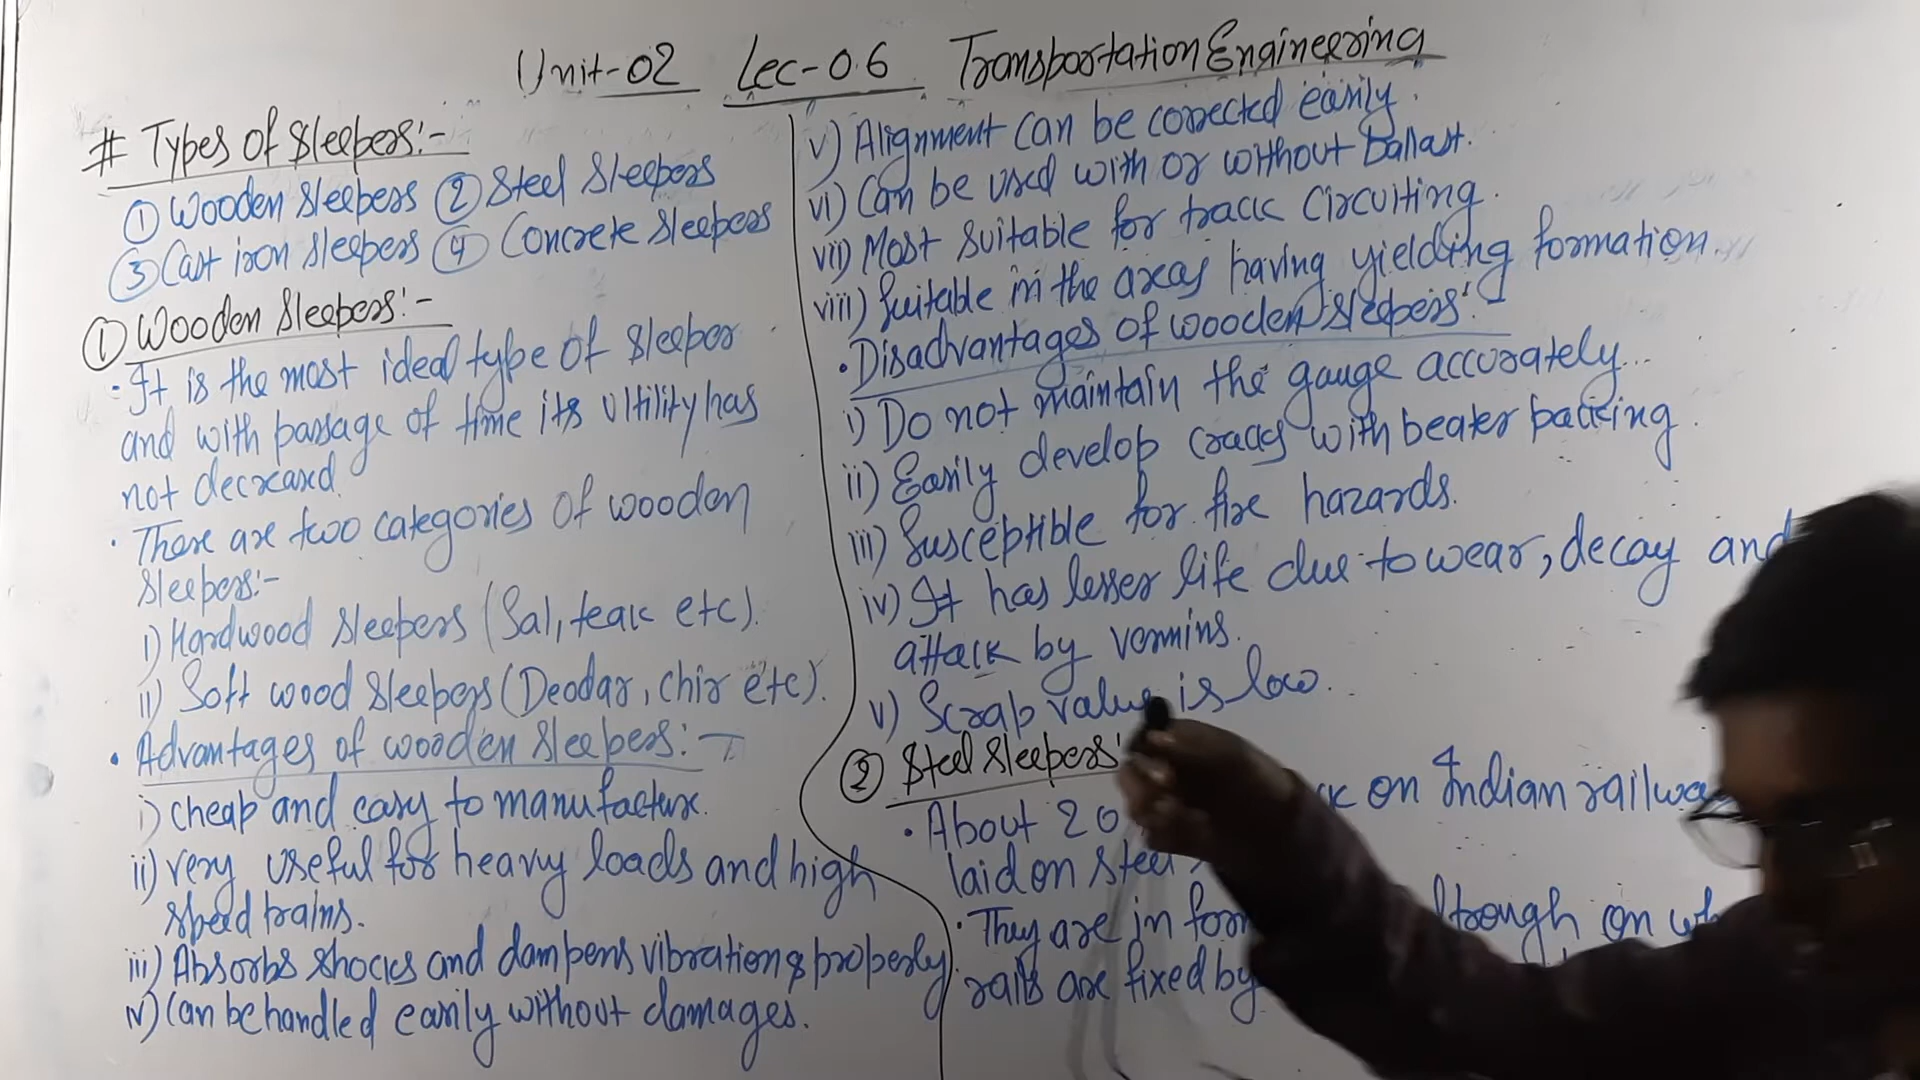 Unit-02 Lec-06 Transportation Engineering
# Types of Sleepers:-
① Wooden Sleepers ② Steel Sleepers
③ Cast iron sleepers ④ Concrete Sleepers
① Wooden Sleepers:-
· It is the most ideal type of sleeper
and with passage of time its ultility has
not decreased.
· There are two categories of wooden
Sleepers:-
i) Hardwood sleepers (Sal, teak etc).
ii) Soft wood Sleepers (Deodar, chir etc).
· Advantages of wooden Sleepers:-
i) cheap and easy to manufacture.
ii) very useful for heavy loads and high
speed trains.
iii) Absorbs shocks and dampens vibrations properly.
iv) Can be handled easily without damages.
v) Alignment can be corrected easily.
vi) Can be used with or without ballast.
vii) Most suitable for track circuiting.
viii) Suitable in the areas having yielding formation.
· Disadvantages of wooden sleepers:-
i) Do not maintain the gauge accurately.
ii) Easily develop cracks with beater packing.
iii) Susceptible for fire hazards.
iv) It has lesser life due to wear, decay and
attack by vermins.
v) Scrap value is low.
② Steel Sleepers:
· About 20 on Indian
laid on steel
· They are in trough on
rails are fixed by